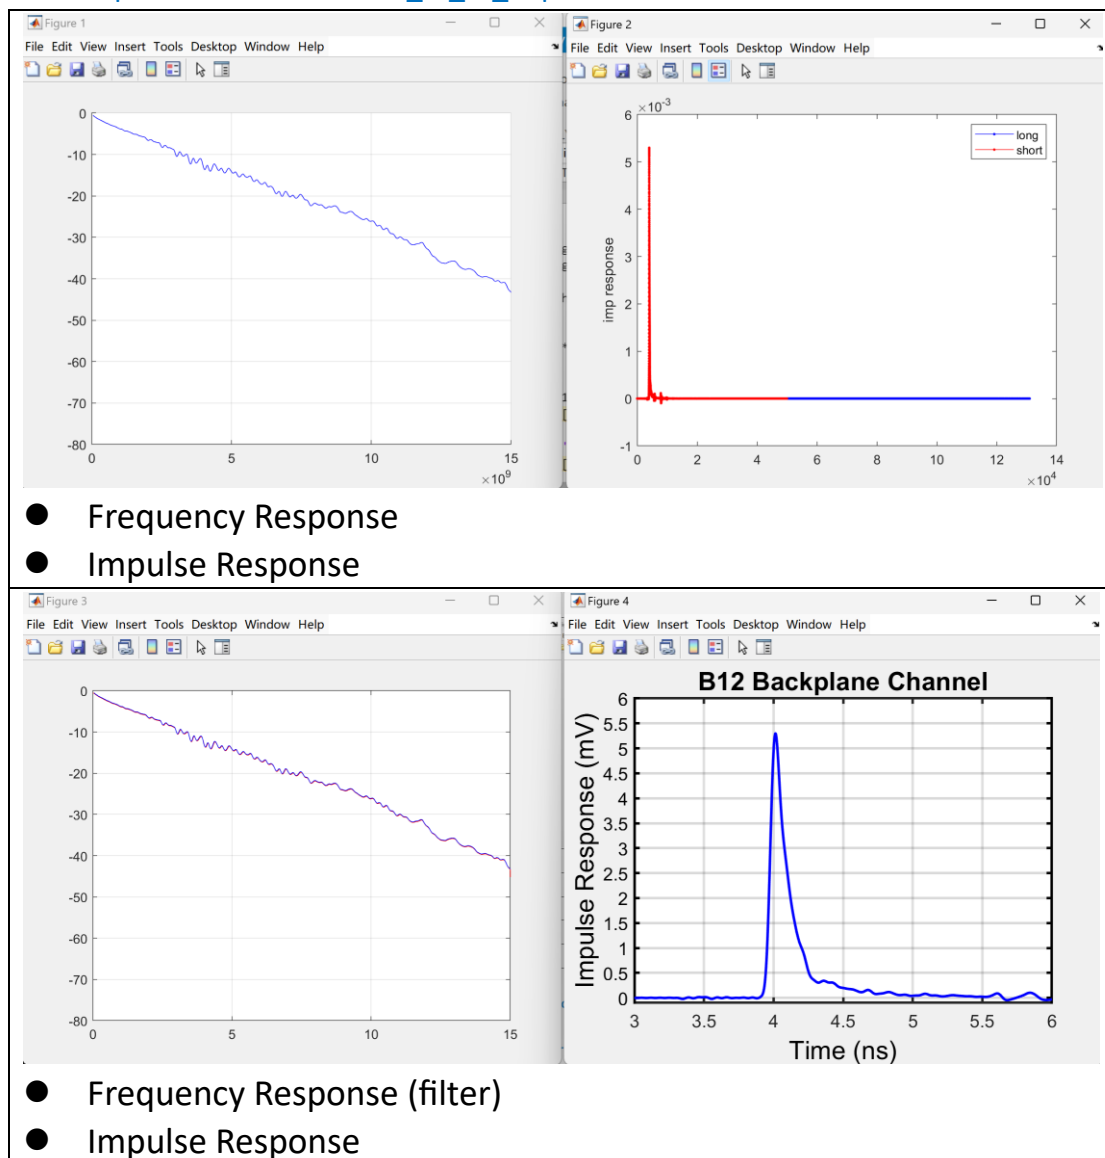 Figure 1
File Edit View Insert Tools Desktop Window Help
0
-10
-20
-30
-40
-50
-60
-70
-80
0 5 10 15
×10⁹
Figure 2
File Edit View Insert Tools Desktop Window Help
×10⁻³
6
5
4
3
2
1
0
-1
imp response
long
short
0 2 4 6 8 10 12 14
×10⁴
● Frequency Response
● Impulse Response
Figure 3
File Edit View Insert Tools Desktop Window Help
0
-10
-20
-30
-40
-50
-60
-70
-80
0 5 10 15
Figure 4
File Edit View Insert Tools Desktop Window Help
B12 Backplane Channel
Impulse Response (mV)
6
5.5
5
4.5
4
3.5
3
2.5
2
1.5
1
0.5
0
3 3.5 4 4.5 5 5.5 6
Time (ns)
● Frequency Response (filter)
● Impulse Response